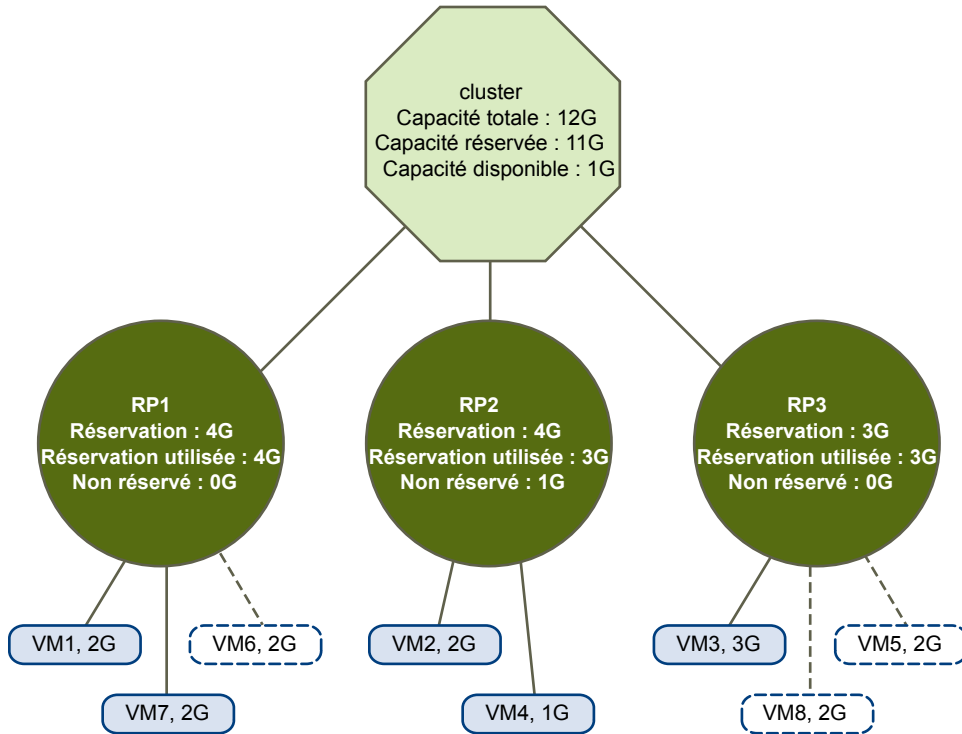 cluster
Capacité totale : 12G
Capacité réservée : 11G
Capacité disponible : 1G
RP1
Réservation : 4G
Réservation utilisée : 4G
Non réservé : 0G
RP2
Réservation : 4G
Réservation utilisée : 3G
Non réservé : 1G
RP3
Réservation : 3G
Réservation utilisée : 3G
Non réservé : 0G
VM1, 2G
VM6, 2G
VM2, 2G
VM3, 3G
VM5, 2G
VM7, 2G
VM4, 1G
VM8, 2G